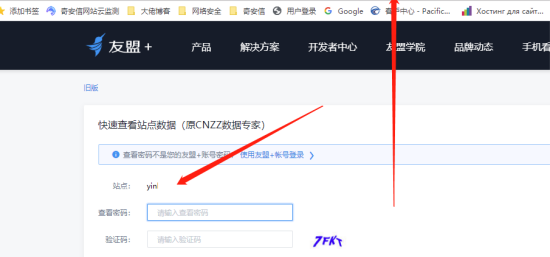 添加书签 奇安信网站云监测 大佬博客 网络安全 奇安信 用户登录 Google 中心 - Pacific... Хостинг для сайт...
友盟+ 产品 解决方案 开发者中心 友盟学院 品牌动态 手机看
旧版
快速查看站点数据（原CNZZ数据专家）
查看密码不是您的友盟+账号密码，使用友盟+帐号登录 》
站点： yin
查看密码： 请输入查看密码
验证码： 请输入验证码 7FKT